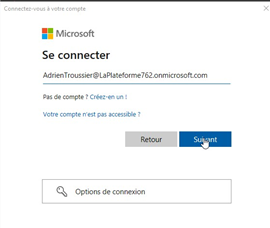 Connectez-vous à votre compte
Microsoft
Se connecter
AdrienTroussier@LaPlateforme762.onmicrosoft.com
Pas de compte ? Créez-en un !
Votre compte n'est pas accessible ?
Retour
Suivant
Options de connexion